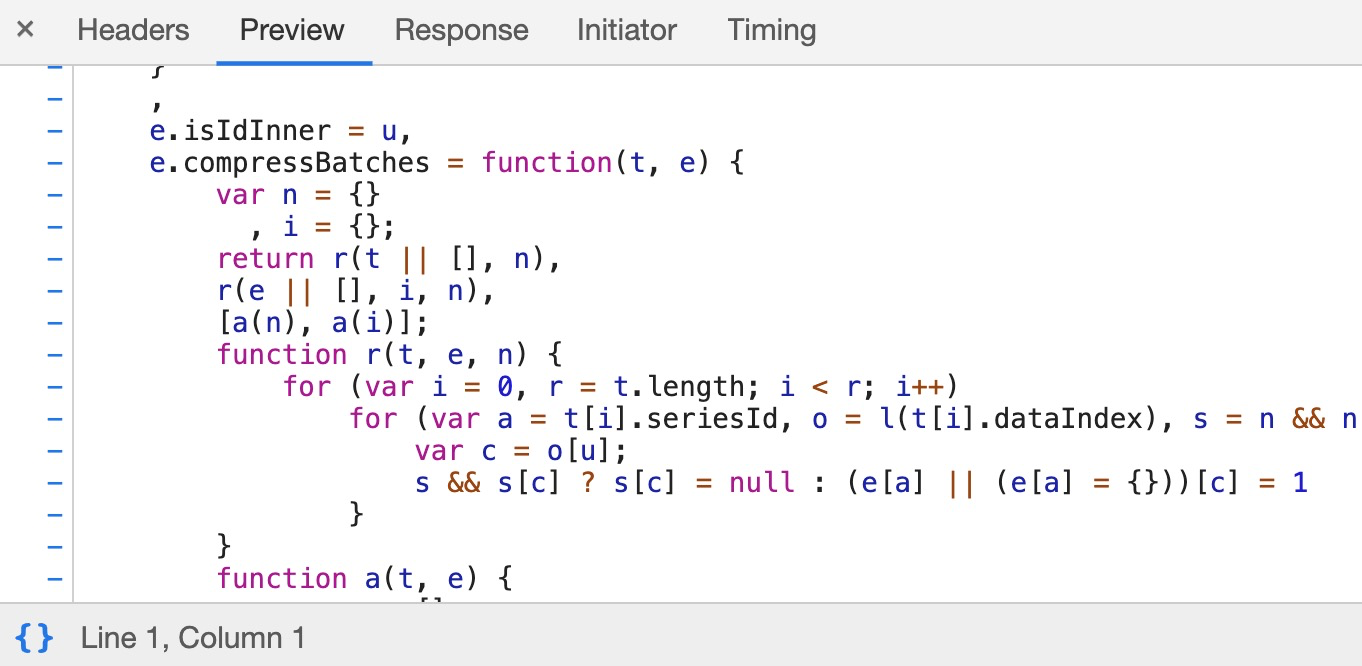 × Headers Preview Response Initiator Timing
}
,
e.isIdInner = u,
e.compressBatches = function(t, e) {
var n = {}
, i = {};
return r(t || [], n),
r(e || [], i, n),
[a(n), a(i)];
function r(t, e, n) {
for (var i = 0, r = t.length; i < r; i++)
for (var a = t[i].seriesId, o = l(t[i].dataIndex), s = n && n
var c = o[u];
s && s[c] ? s[c] = null : (e[a] || (e[a] = {}))[c] = 1
}
}
function a(t, e) {
{} Line 1, Column 1